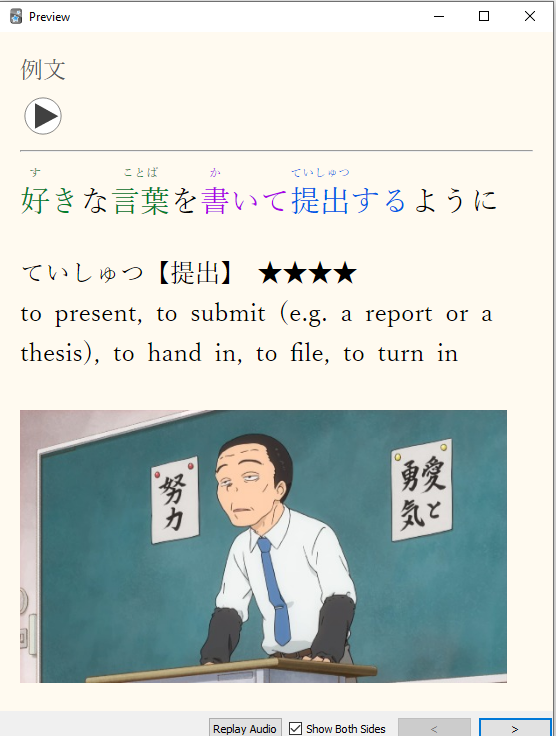 Preview
例文
す ことば か ていしゅつ
好きな言葉を書いて提出するように
ていしゅつ【提出】 ★★★★
to present, to submit (e.g. a report or a
thesis), to hand in, to file, to turn in
努力
愛と
勇気
Replay Audio Show Both Sides < >